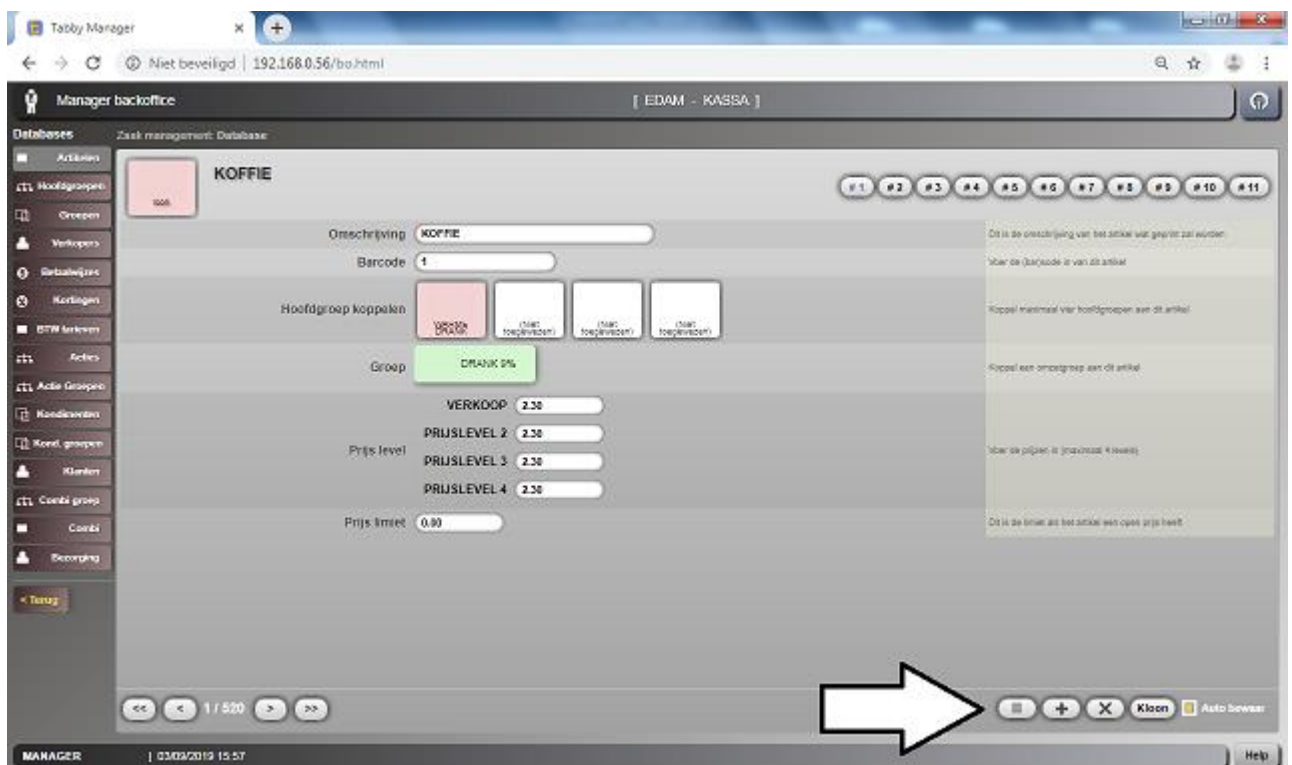 Tabby Manager
Niet beveiligd | 192.168.0.56/bo.html
Manager backoffice
[ EDAM - KASSA ]
Databases
Zaak management: Database
Artikelen
Hoofdgroepen
Groepen
Verkopers
Betaalwijzes
Kortingen
BTW tarieven
Acties
Actie Groepen
Kondimenten
Kond. groepen
Klanten
Combi groep
Combi
Bezorging
< Terug
KOFFIE
# 1 # 2 # 3 # 4 # 5 # 6 # 7 # 8 # 9 # 10 # 11
Omschrijving KOFFIE
Dit is de omschrijving van het artikel wat geprint zal worden
Barcode 1
Voer de (bar)code in van dit artikel
Hoofdgroep koppelen
DRANK
(Niet toegewezen)
(Niet toegewezen)
(Niet toegewezen)
Koppel maximaal vier hoofdgroepen aan dit artikel
Groep DRANK 9%
Koppel een omzetgroep aan dit artikel
Prijs level
VERKOOP 2.30
PRIJSLEVEL 2 2.30
PRIJSLEVEL 3 2.30
PRIJSLEVEL 4 2.30
Voer de prijzen in (maximaal 4 levels)
Prijs limiet 0.00
Dit is de limiet als het artikel een open prijs heeft
<< < 1 / 520 > >>
Kloon
Auto bewaar
MANAGER | 03/09/2019 15:57
Help